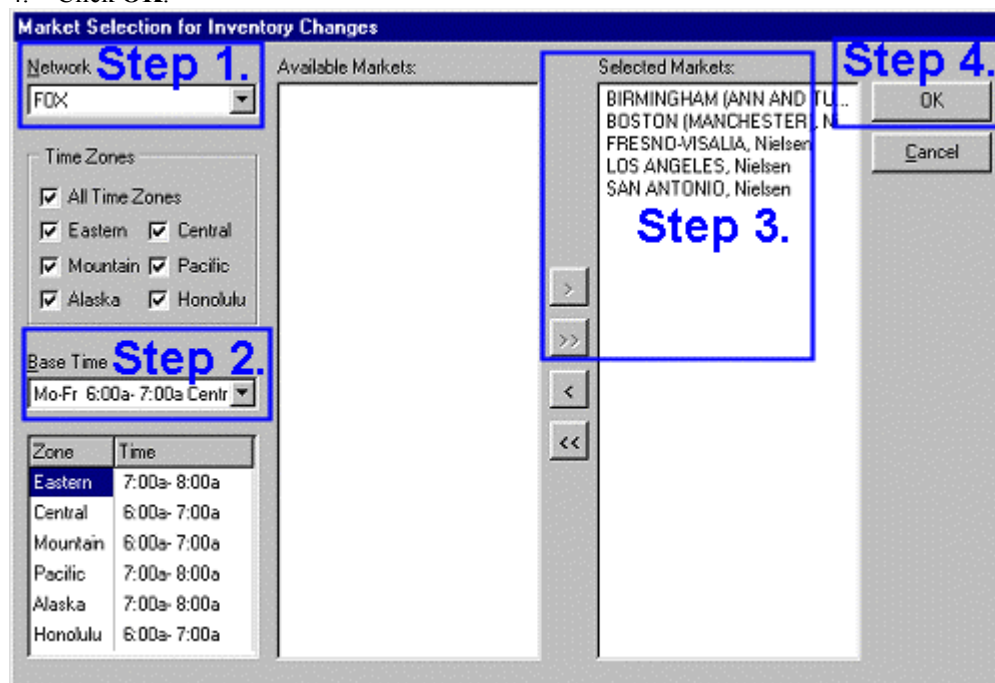 4. Click OK.
Market Selection for Inventory Changes
Network Step 1.
FOX
Time Zones
All Time Zones
Eastern Central
Mountain Pacific
Alaska Honolulu
Base Time Step 2.
Mo-Fr 6:00a- 7:00a Centr
Zone Time
Eastern 7:00a- 8:00a
Central 6:00a- 7:00a
Mountain 6:00a- 7:00a
Pacific 7:00a- 8:00a
Alaska 7:00a- 8:00a
Honolulu 6:00a- 7:00a
Available Markets:
>
>>
<
<<
Selected Markets:
BIRMINGHAM (ANN AND TU...
BOSTON (MANCHESTER), N...
FRESNO-VISALIA, Nielsen
LOS ANGELES, Nielsen
SAN ANTONIO, Nielsen
Step 3.
Step 4.
OK
Cancel